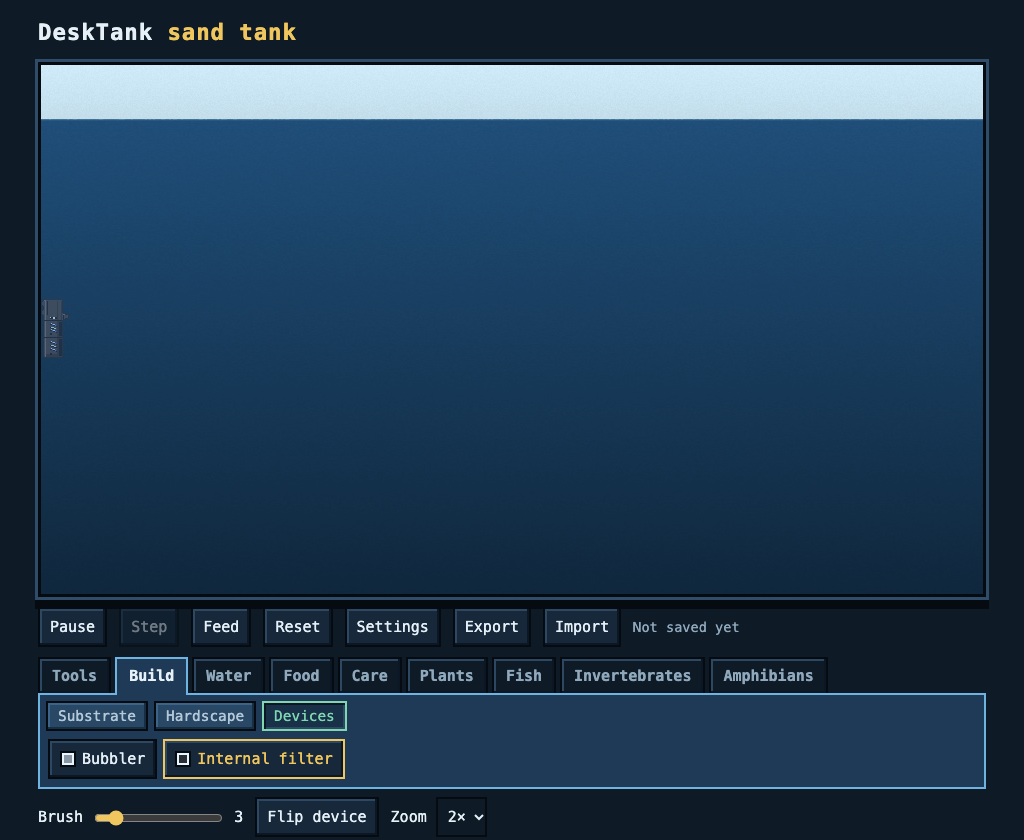 DeskTank sand tank
Pause Step Feed Reset Settings Export Import Not saved yet
Tools Build Water Food Care Plants Fish Invertebrates Amphibians
Substrate Hardscape Devices
Bubbler Internal filter
Brush 3 Flip device Zoom 2×